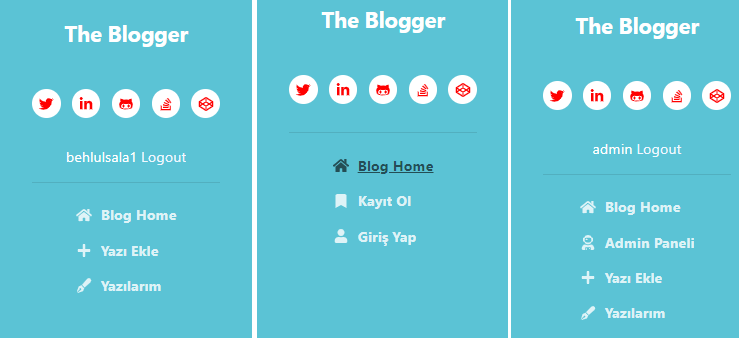 The Blogger
behlulsala1 Logout
Blog Home
Yazı Ekle
Yazılarım
The Blogger
Blog Home
Kayıt Ol
Giriş Yap
The Blogger
admin Logout
Blog Home
Admin Paneli
Yazı Ekle
Yazılarım